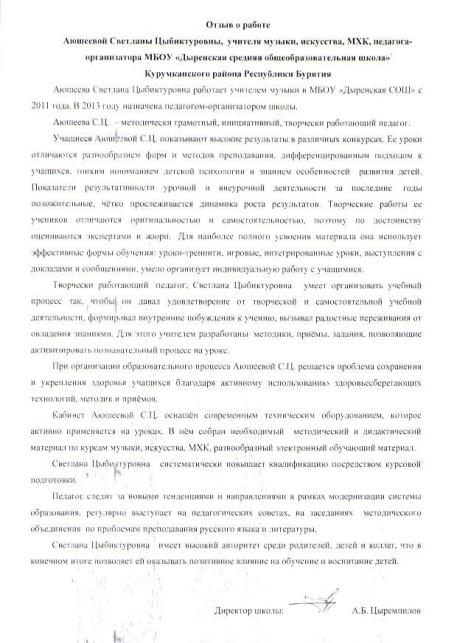 Отзыв о работе
Аюшеевой Светланы Цыбиктуровны, учителя музыки, искусства, МХК, педагога-
организатора МБОУ «Дыренская средняя общеобразовательная школа»
Курумканского района Республики Бурятия
Аюшеева Светлана Цыбиктуровна работает учителем музыки в МБОУ «Дыренская СОШ» с
2011 года. В 2013 году назначена педагогом-организатором школы.
Аюшеева С.Ц. – методически грамотный, инициативный, творчески работающий педагог.
Учащиеся Аюшеевой С.Ц. показывают высокие результаты в различных конкурсах. Ее уроки
отличаются разнообразием форм и методов преподавания, дифференцированным подходом к
учащихся, тонким пониманием детской психологии и знанием особенностей развития детей.
Показатели результативности урочной и внеурочной деятельности за последние годы
положительные, чётко прослеживается динамика роста результатов. Творческие работы ее
учеников отличаются оригинальностью и самостоятельностью, поэтому по достоинству
оцениваются экспертами и жюри. Для наиболее полного усвоения материала она использует
эффективные формы обучения: уроки-тренинги, игровые, интегрированные уроки, выступления с
докладами и сообщениями, умело организует индивидуальную работу с учащимися.
Творчески работающий педагог, Светлана Цыбиктуровна умеет организовать учебный
процесс так, чтобы он давал удовлетворение от творческой и самостоятельной учебной
деятельности, формировал внутренние побуждения к учению, вызывал радостные переживания от
овладения знаниями. Для этого учителем разработаны методики, приёмы, задания, позволяющие
активизировать познавательный процесс на уроке.
При организации образовательного процесса Аюшеевой С.Ц. решается проблема сохранения
и укрепления здоровья учащихся благодаря активному использованию здоровьесберегающих
технологий, методик и приёмов.
Кабинет Аюшеевой С.Ц. оснащён современным техническим оборудованием, которое
активно применяется на уроках. В нём собран необходимый методический и дидактический
материал по курсам музыки, искусства, МХК, разнообразный электронный обучающий материал.
Светлана Цыбиктуровна систематически повышает квалификацию посредством курсовой
подготовки.
Педагог следит за новыми тенденциями и направлениями в рамках модернизации системы
образования, регулярно выступает на педагогических советах, на заседаниях методического
объединения по проблемам преподавания русского языка и литературы.
Светлана Цыбиктуровна имеет высокий авторитет среди родителей, детей и коллег, что в
конечном итоге позволяет ей оказывать позитивное влияние на обучение и воспитание детей.
Директор школы: А.Б. Цыремпилов